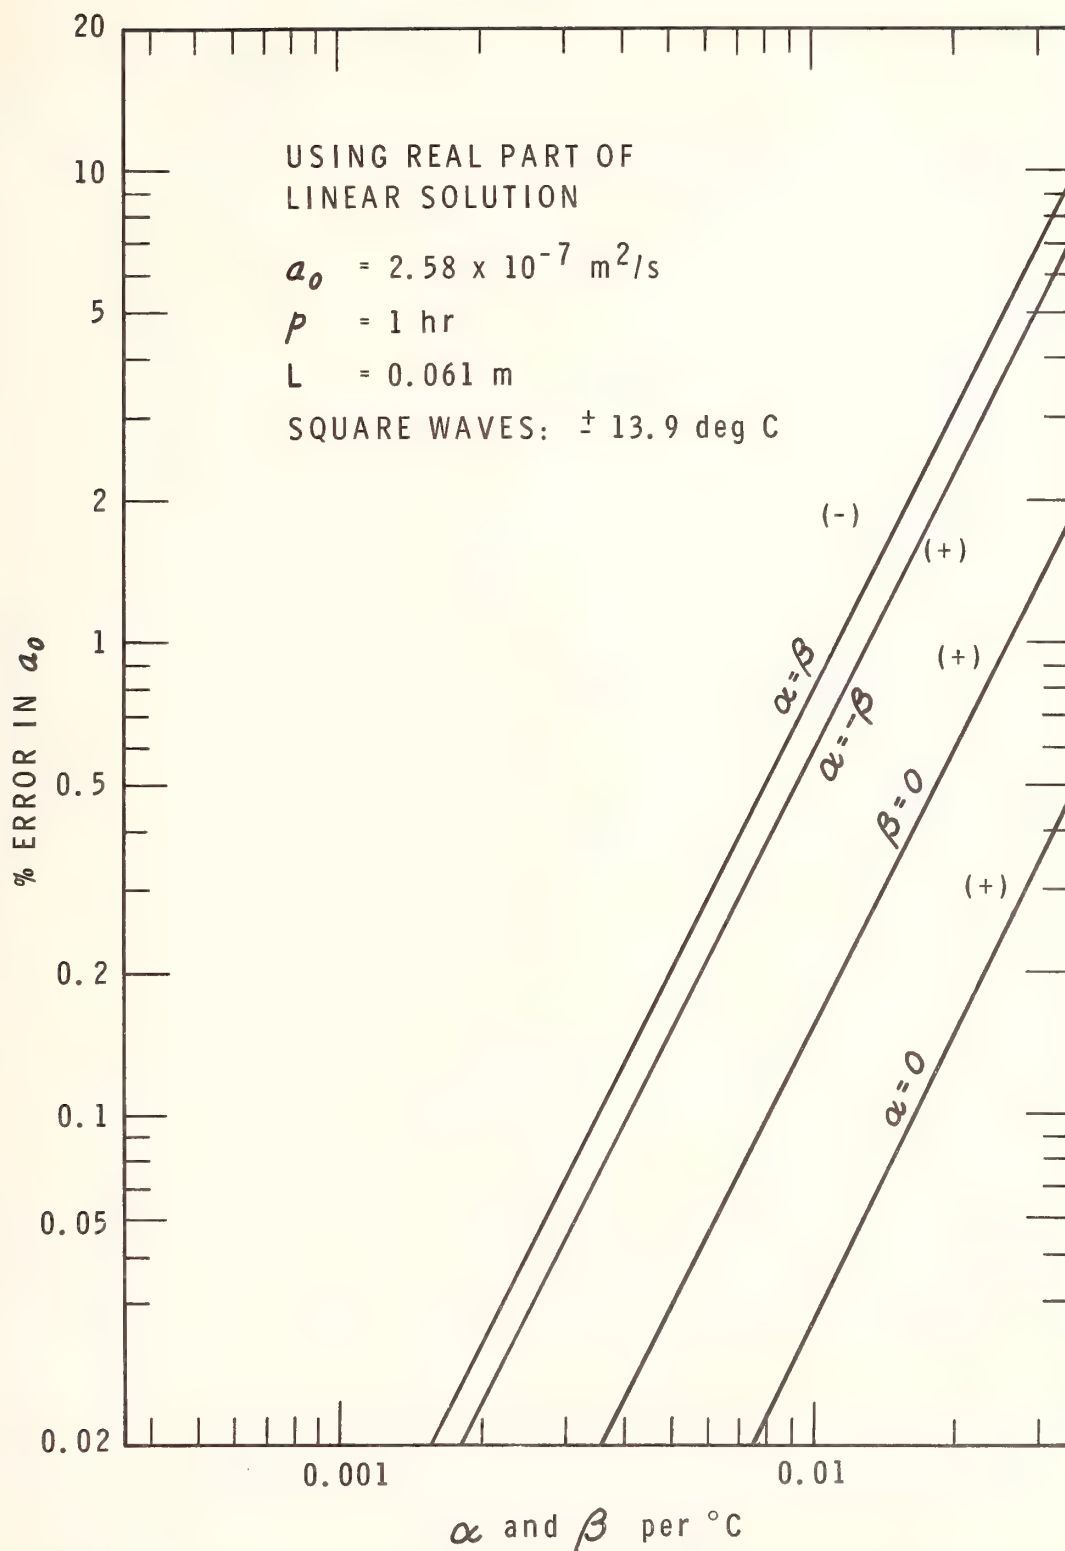 20
10
5
2
1
0.5
0.2
0.1
0.05
0.02
% ERROR IN a₀
USING REAL PART OF
LINEAR SOLUTION
a₀ = 2.58 x 10⁻⁷ m²/s
p = 1 hr
L = 0.061 m
SQUARE WAVES: ± 13.9 deg C
(-)
(+)
(+)
(+)
α=β
α=-β
β=0
α=0
0.001
0.01
α and β per °C